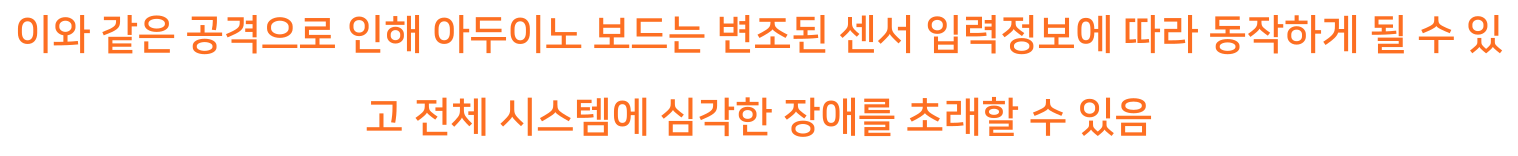 이와 같은 공격으로 인해 아두이노 보드는 변조된 센서 입력정보에 따라 동작하게 될 수 있
고 전체 시스템에 심각한 장애를 초래할 수 있음